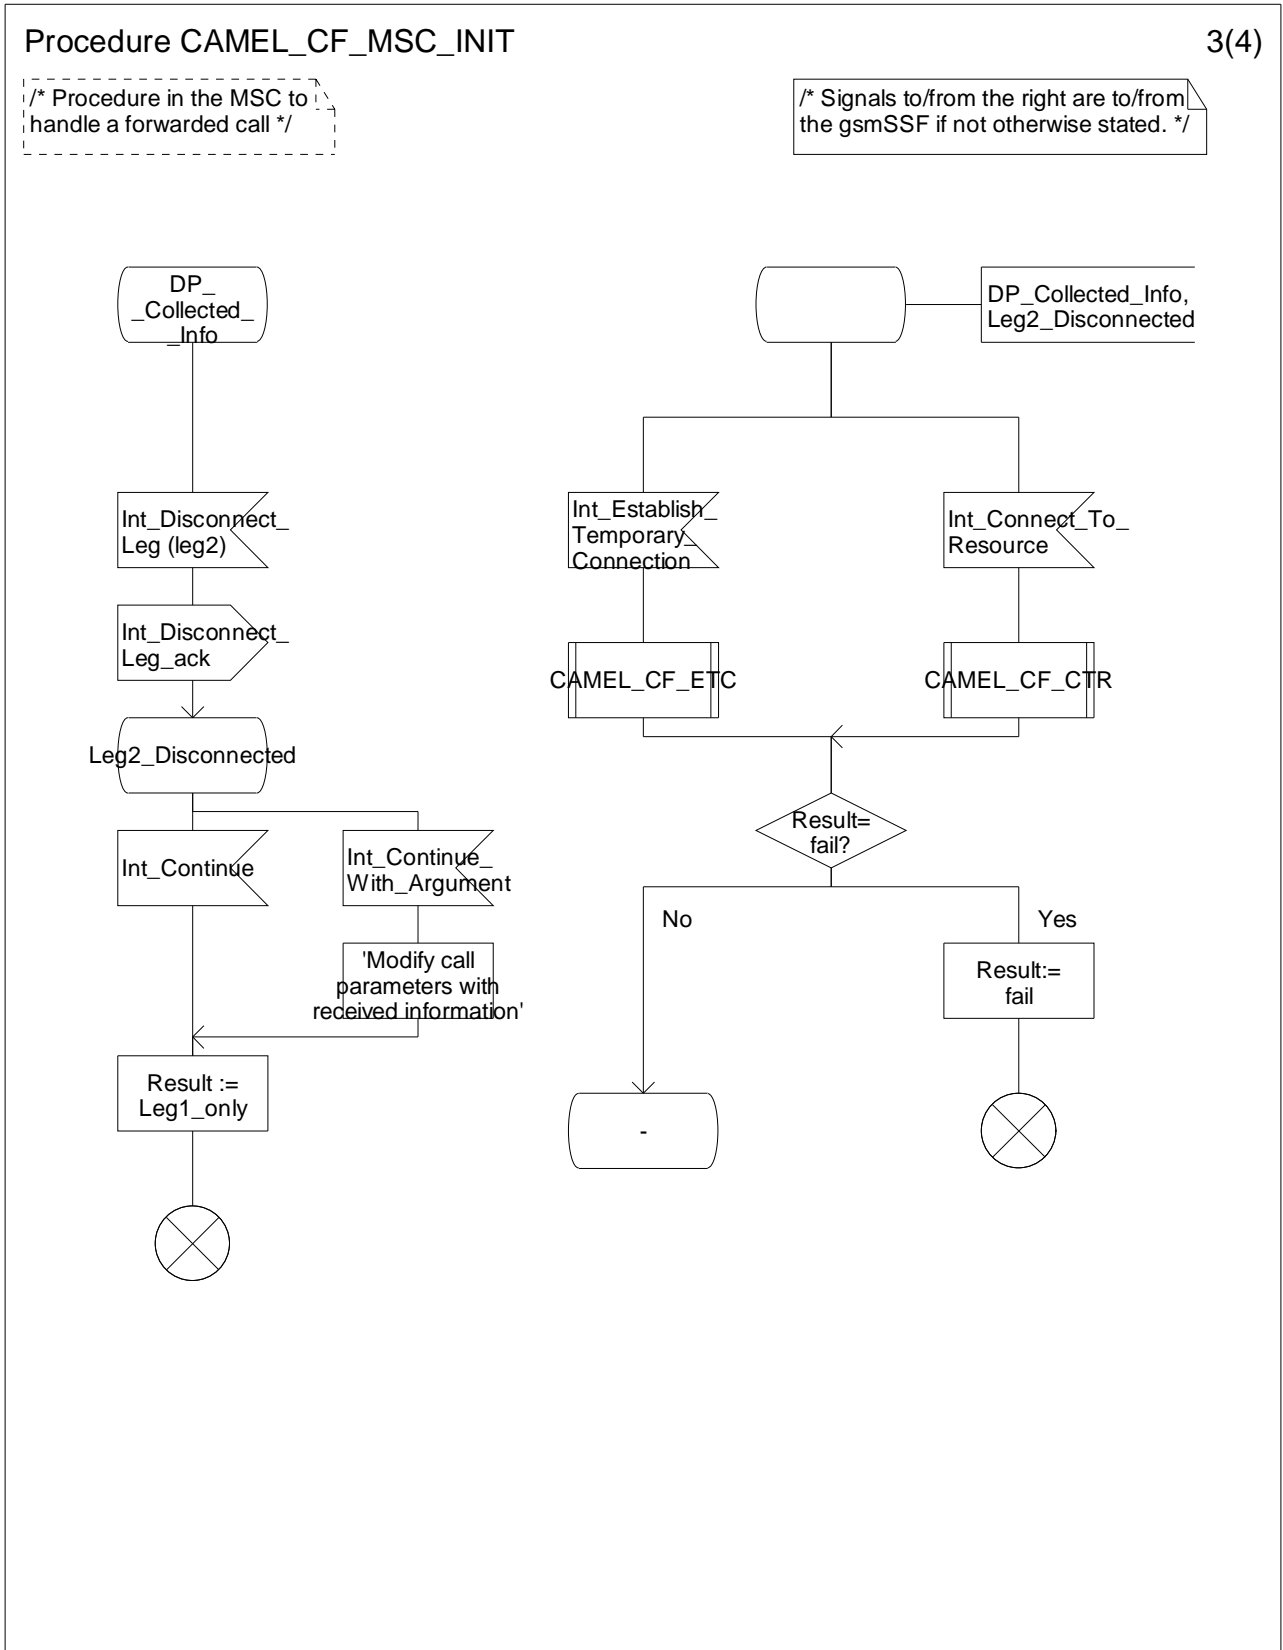 Procedure CAMEL_CF_MSC_INIT
3(4)
/* Procedure in the MSC to
handle a forwarded call */
/* Signals to/from the right are to/from
the gsmSSF if not otherwise stated. */
DP_
_Collected_
_Info
Int_Disconnect_
Leg (leg2)
Int_Disconnect_
Leg_ack
Leg2_Disconnected
Int_Continue
Int_Continue_
With_Argument
'Modify call
parameters with
received information'
Result :=
Leg1_only
DP_Collected_Info,
Leg2_Disconnected
Int_Establish_
Temporary_
Connection
Int_Connect_To_
Resource
CAMEL_CF_ETC
CAMEL_CF_CTR
Result=
fail?
No
Yes
Result:=
fail
-